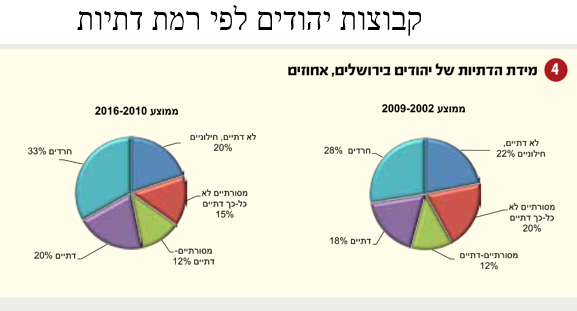 קבוצות יהודים לפי רמת דתיות
4 מידת הדתיות של יהודים בירושלים, אחוזים
ממוצע 2009-2002
לא דתיים,
חילוניים 22%
מסורתיים לא
כל-כך דתיים
20%
מסורתיים-דתיים
12%
דתיים 18%
חרדים 28%
ממוצע 2016-2010
לא דתיים, חילוניים
20%
מסורתיים לא
כל-כך דתיים
15%
מסורתיים-
דתיים 12%
דתיים 20%
חרדים 33%